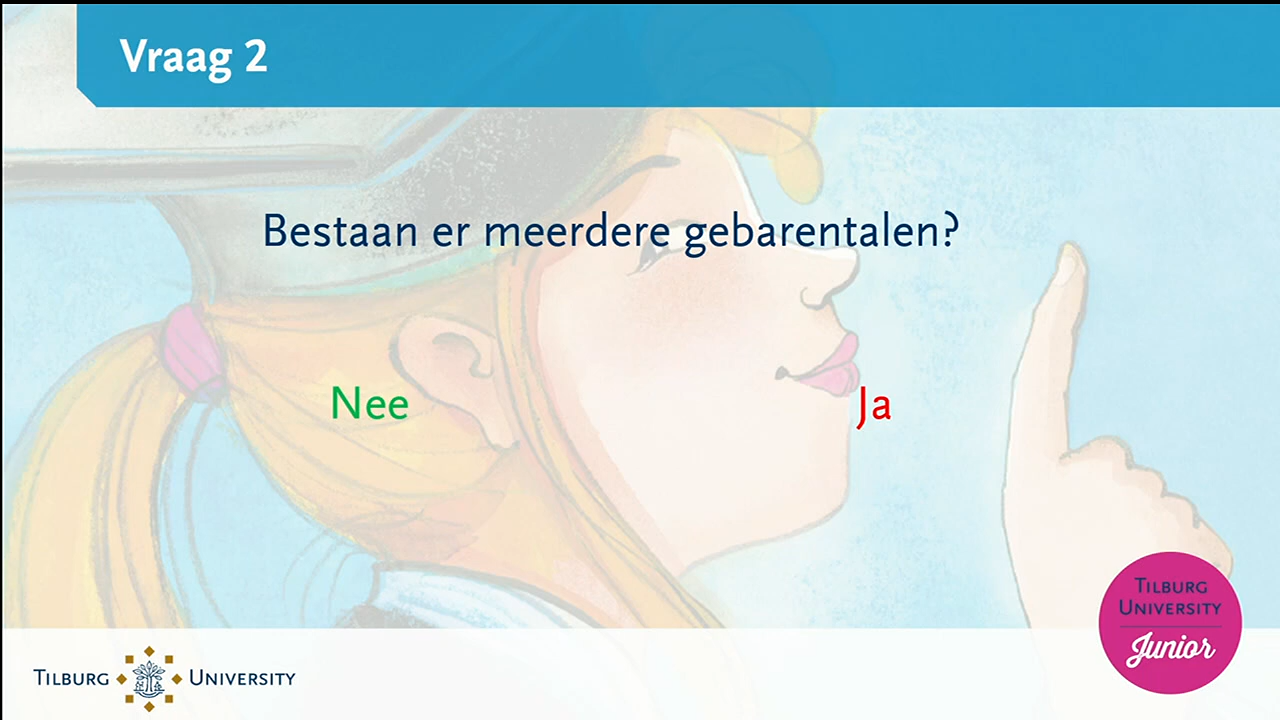 Vraag 2
Bestaan er meerdere gebarentalen?
Nee
Ja
TILBURG
UNIVERSITY
Junior
TILBURG UNIVERSITY